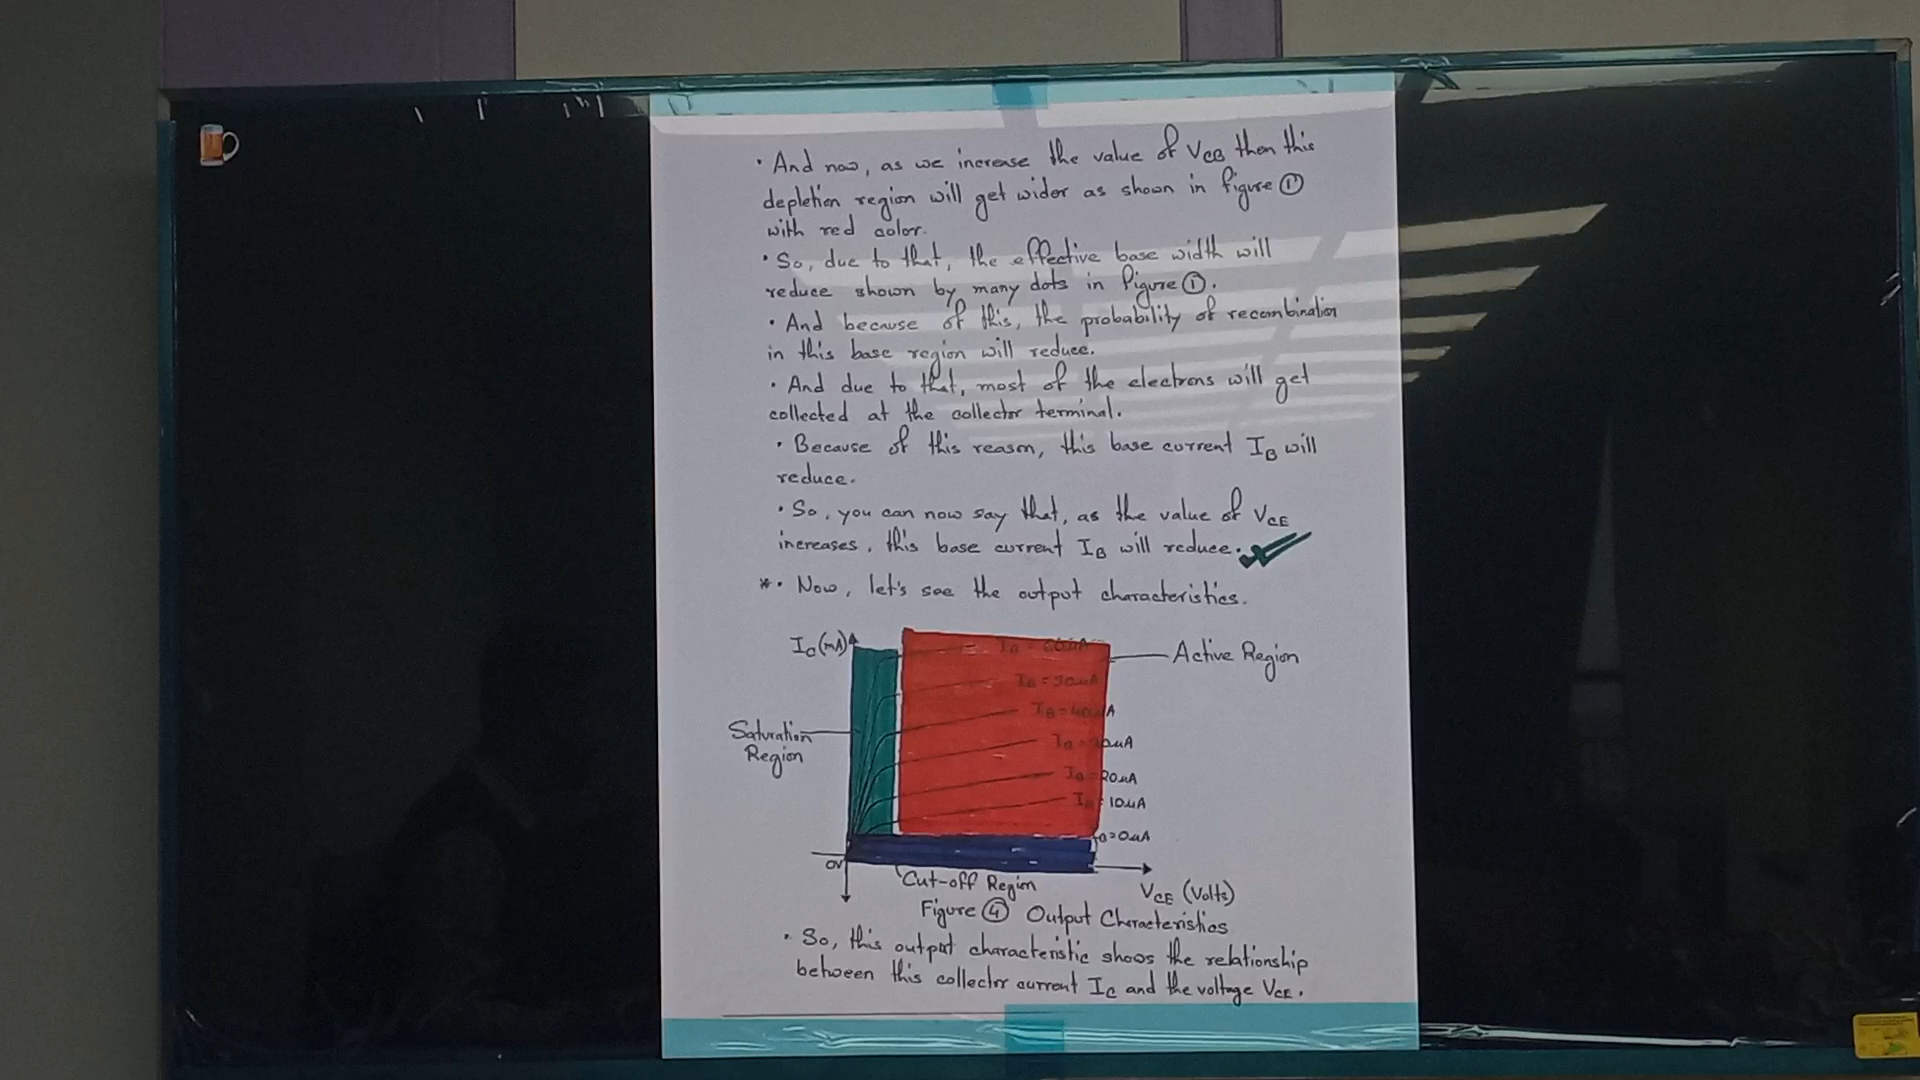 · And now, as we increase the value of VCB then this
depletion region will get wider as shown in figure ①
with red color.
· So, due to that, the effective base width will
reduce shown by many dots in figure ①.
· And because of this, the probability of recombination
in this base region will reduce.
· And due to that, most of the electrons will get
collected at the collector terminal.
· Because of this reason, this base current IB will
reduce.
· So, you can now say that, as the value of VCE
increases, this base current IB will reduce.
*· Now, let's see the output characteristics.
IC(mA)
Active Region
IB = 40uA
Saturation
Region
IB = 20uA
IB = 10uA
=0uA
0V
Cut-off Region
VCE (Volts)
Figure ④ Output Characteristics
· So, this output characteristic shows the relationship
between this collector current IC and the voltage VCE.